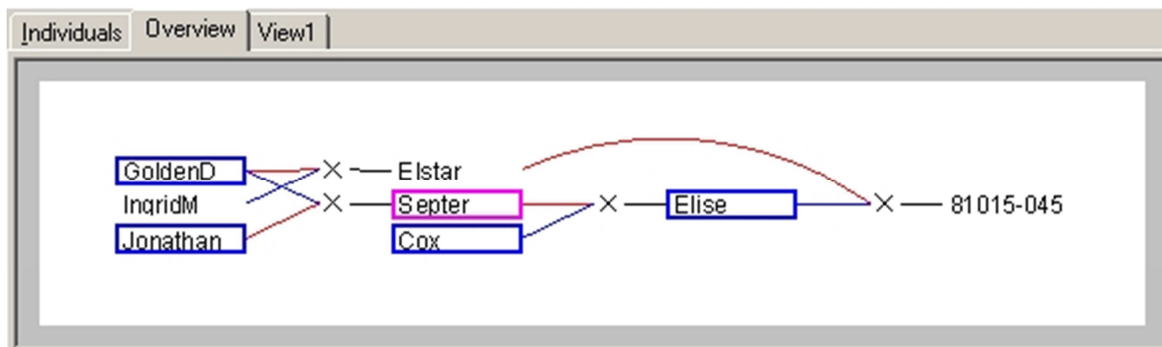 Individuals Overview View1
GoldenD Elstar
IngridM Septer Elise 81015-045
Jonathan Cox